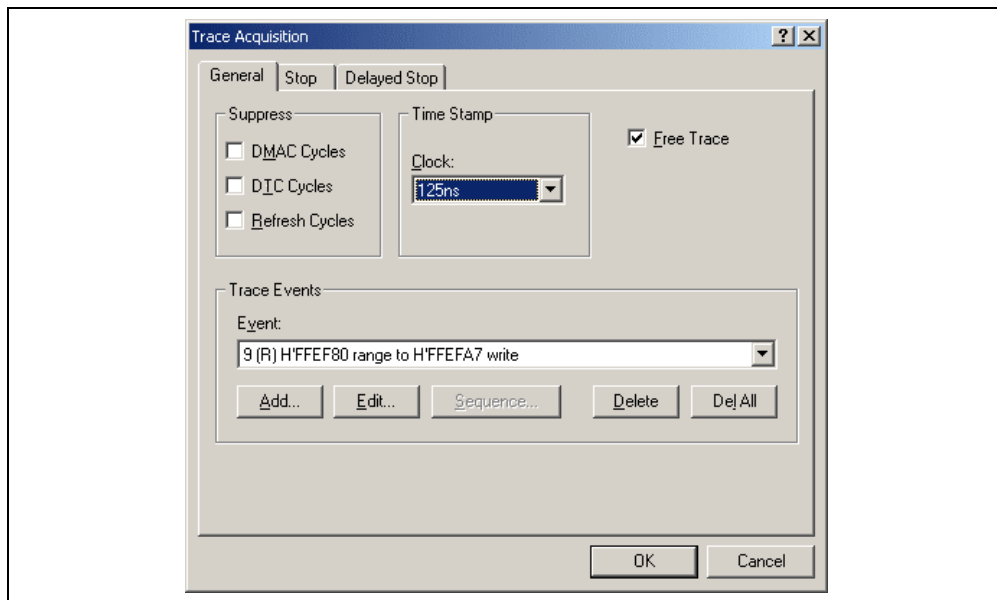 Trace Acquisition
General
Stop
Delayed Stop
Suppress
DMAC Cycles
DTC Cycles
Refresh Cycles
Time Stamp
Clock:
125ns
Free Trace
Trace Events
Event:
9 (R) H'FFEF80 range to H'FFEFA7 write
Add...
Edit...
Sequence...
Delete
Del All
OK
Cancel